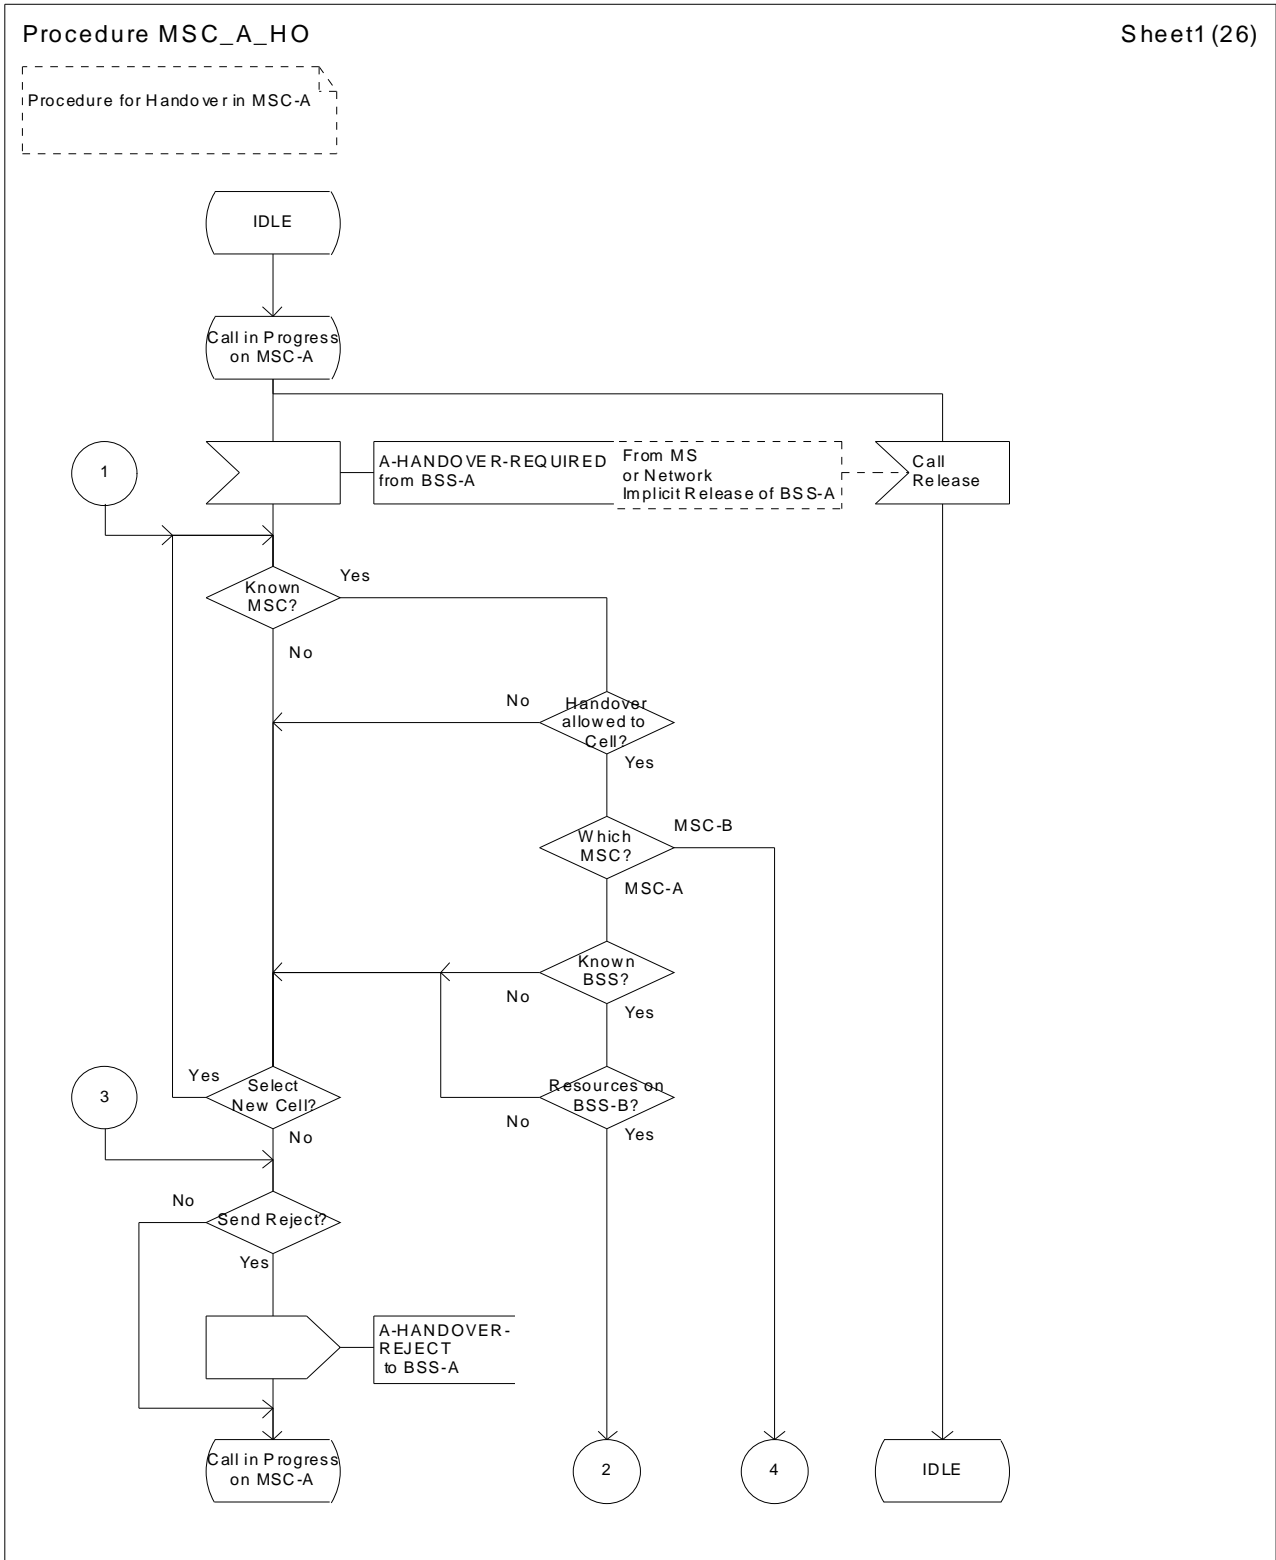 Procedure MSC_A_HO
Sheet1(26)
Procedure for Handover in MSC-A
IDLE
Call in Progress
on MSC-A
1
A-HANDOVER-REQUIRED
from BSS-A
From MS
or Network
Implicit Release of BSS-A
Call
Release
Known
MSC?
Yes
No
Handover
allowed to
Cell?
No
Yes
Which
MSC?
MSC-B
MSC-A
Known
BSS?
No
Yes
3
Yes
Select
New Cell?
No
Resources on
BSS-B?
No
Yes
No
Send Reject?
Yes
A-HANDOVER-
REJECT
to BSS-A
Call in Progress
on MSC-A
2
4
IDLE